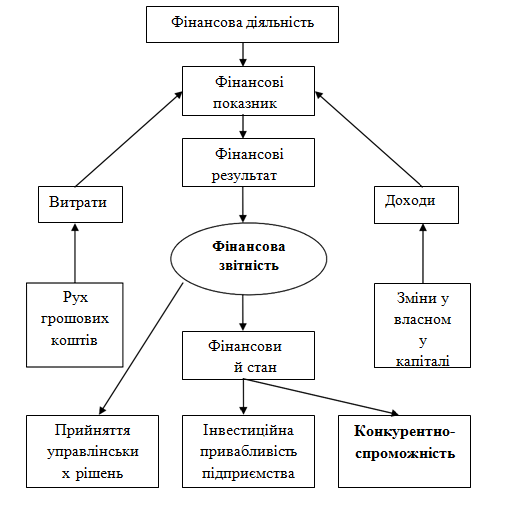 Фінансова діяльність
Фінансові
показник
Фінансові
результат
Витрати
Доходи
Фінансова
звітність
Рух
грошових
коштів
Зміни у
власном
у
капіталі
Фінансови
й стан
Прийняття
управлінськи
х рішень
Інвестиційна
привабливість
підприємства
Конкурентно-
спроможність